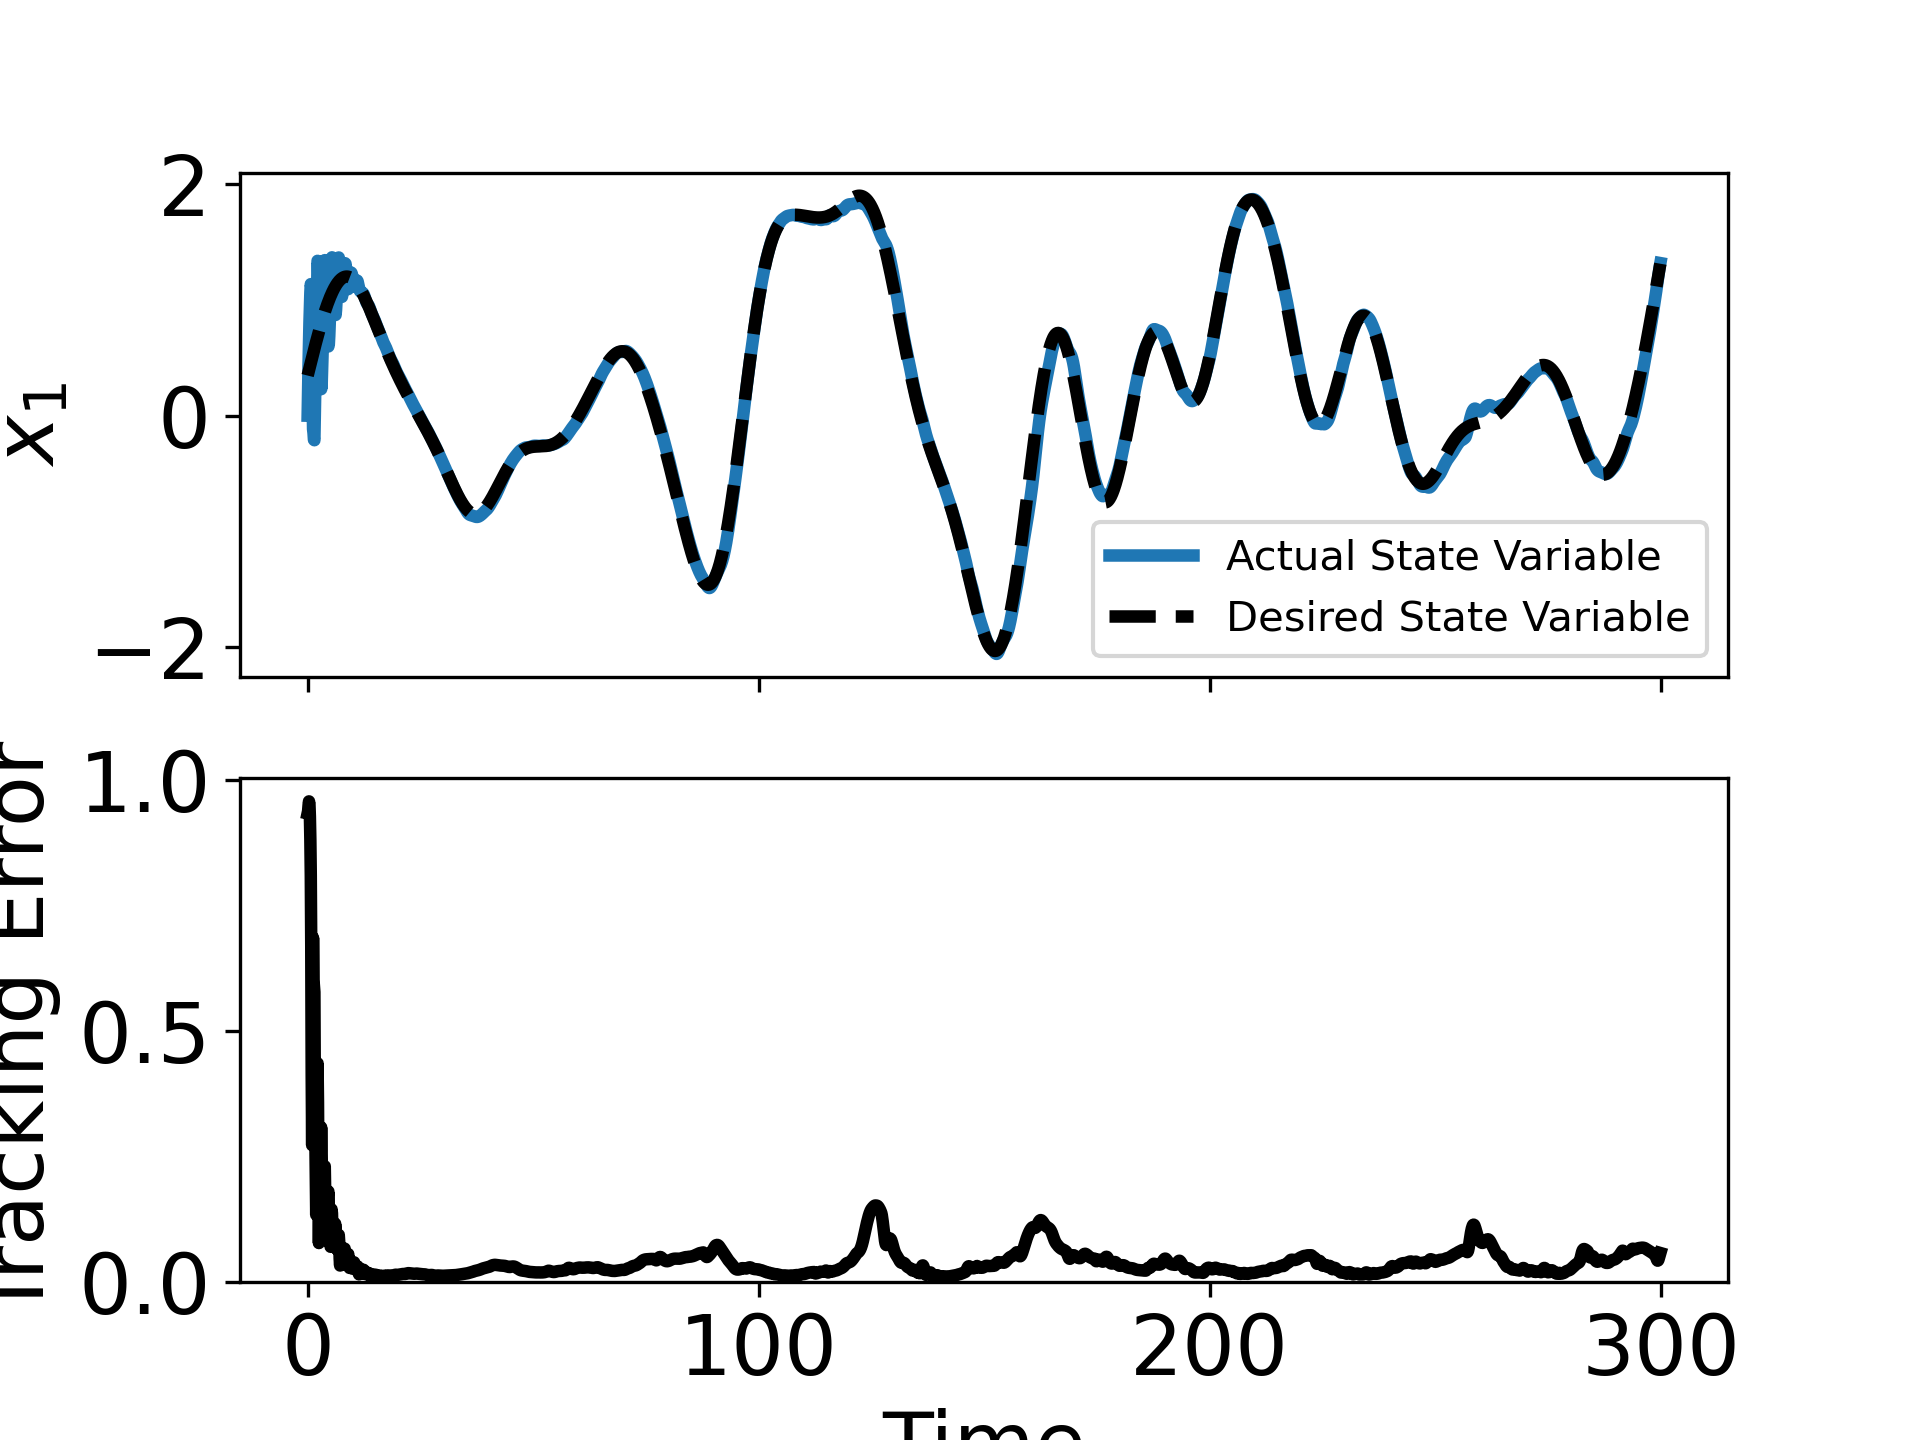 2
0
−2
x1
Actual State Variable
Desired State Variable
1.0
0.5
0.0
Tracking Error
0
100
200
300
Time